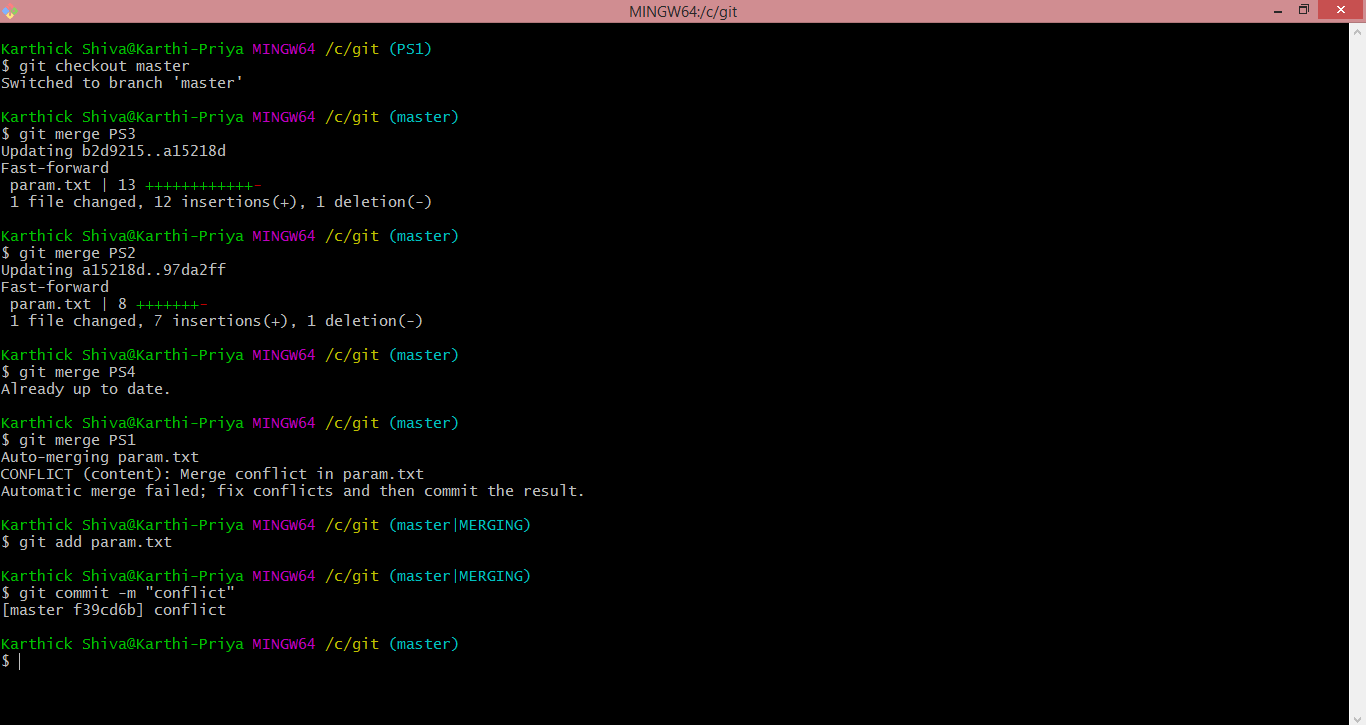 MINGW64:/c/git
Karthick Shiva@Karthi-Priya MINGW64 /c/git (PS1)
$ git checkout master
Switched to branch 'master'
Karthick Shiva@Karthi-Priya MINGW64 /c/git (master)
$ git merge PS3
Updating b2d9215..a15218d
Fast-forward
 param.txt | 13 ++++++++++++-
 1 file changed, 12 insertions(+), 1 deletion(-)
Karthick Shiva@Karthi-Priya MINGW64 /c/git (master)
$ git merge PS2
Updating a15218d..97da2ff
Fast-forward
 param.txt | 8 +++++++-
 1 file changed, 7 insertions(+), 1 deletion(-)
Karthick Shiva@Karthi-Priya MINGW64 /c/git (master)
$ git merge PS4
Already up to date.
Karthick Shiva@Karthi-Priya MINGW64 /c/git (master)
$ git merge PS1
Auto-merging param.txt
CONFLICT (content): Merge conflict in param.txt
Automatic merge failed; fix conflicts and then commit the result.
Karthick Shiva@Karthi-Priya MINGW64 /c/git (master|MERGING)
$ git add param.txt
Karthick Shiva@Karthi-Priya MINGW64 /c/git (master|MERGING)
$ git commit -m "conflict"
[master f39cd6b] conflict
Karthick Shiva@Karthi-Priya MINGW64 /c/git (master)
$